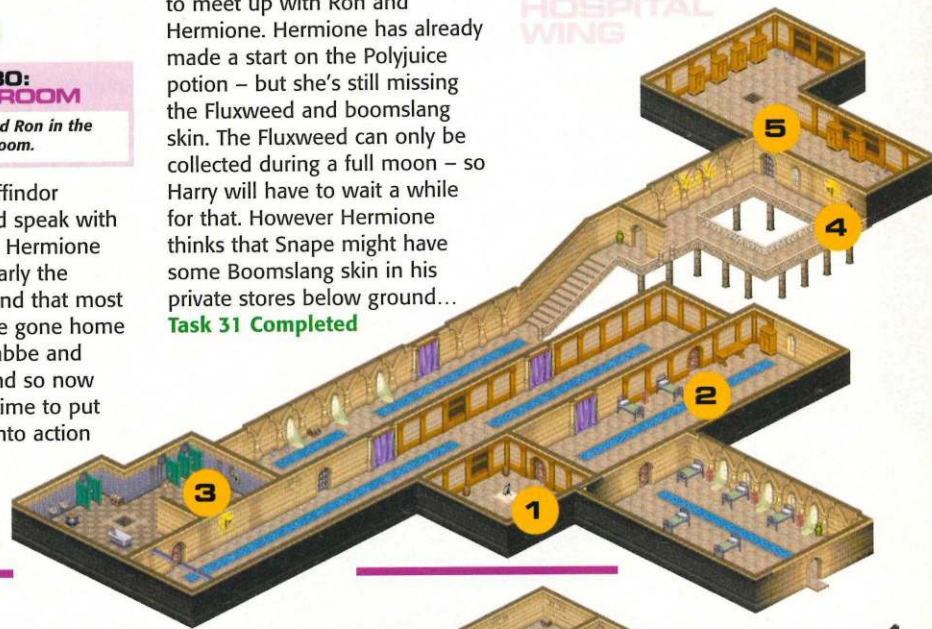 30:
ROOM
d Ron in the
oom.
ffindor
d speak with
Hermione
arly the
nd that most
e gone home
abbe and
nd so now
ime to put
nto action
to meet up with Ron and
Hermione. Hermione has already
made a start on the Polyjuice
potion – but she's still missing
the Fluxweed and boomslang
skin. The Fluxweed can only be
collected during a full moon – so
Harry will have to wait a while
for that. However Hermione
thinks that Snape might have
some Boomslang skin in his
private stores below ground…
Task 31 Completed
HOSPITAL
WING
5
4
2
3
1